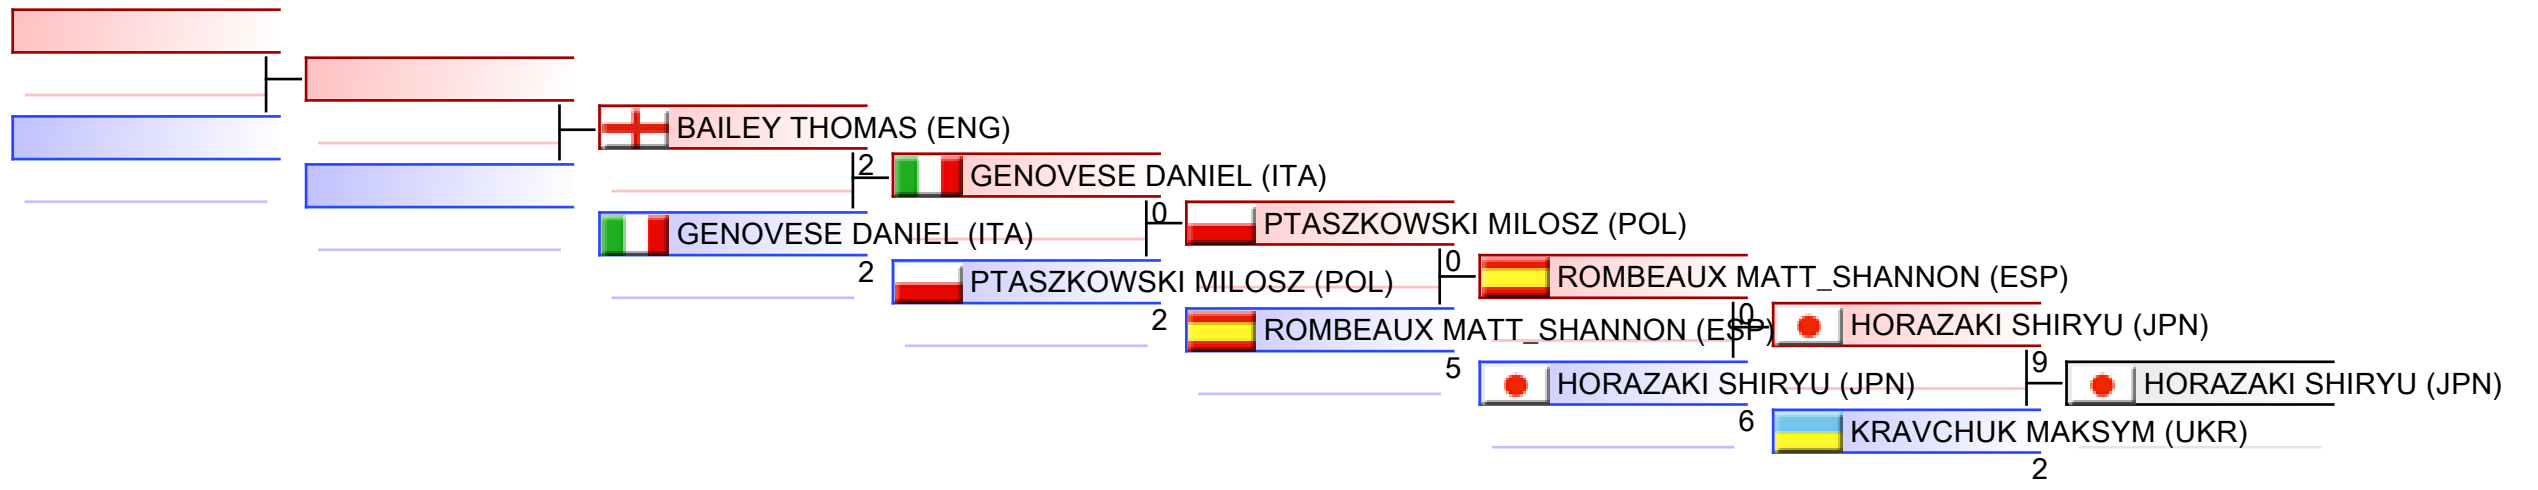 BAILEY THOMAS (ENG)
2
GENOVESE DANIEL (ITA)
GENOVESE DANIEL (ITA)
2
0
PTASZKOWSKI MILOSZ (POL)
PTASZKOWSKI MILOSZ (POL)
2
0
ROMBEAUX MATT_SHANNON (ESP)
ROMBEAUX MATT_SHANNON (ESP)
5
0
HORAZAKI SHIRYU (JPN)
HORAZAKI SHIRYU (JPN)
6
9
HORAZAKI SHIRYU (JPN)
KRAVCHUK MAKSYM (UKR)
2